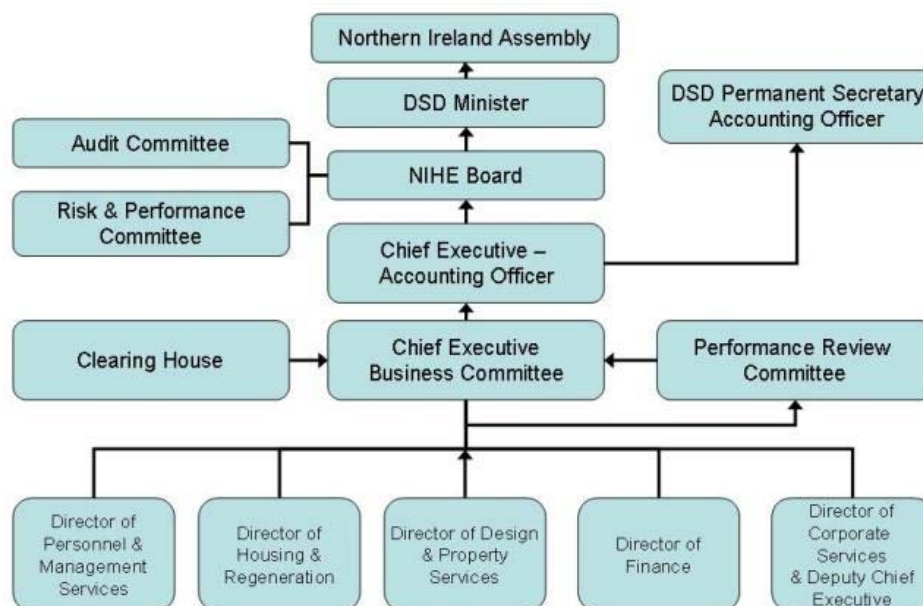 Northern Ireland Assembly
DSD Minister
DSD Permanent Secretary
Accounting Officer
Audit Committee
NIHE Board
Risk & Performance
Committee
Chief Executive –
Accounting Officer
Clearing House
Chief Executive
Business Committee
Performance Review
Committee
Director of
Personnel &
Management
Services
Director of
Housing &
Regeneration
Director of Design
& Property
Services
Director of
Finance
Director of
Corporate
Services
& Deputy Chief
Executive